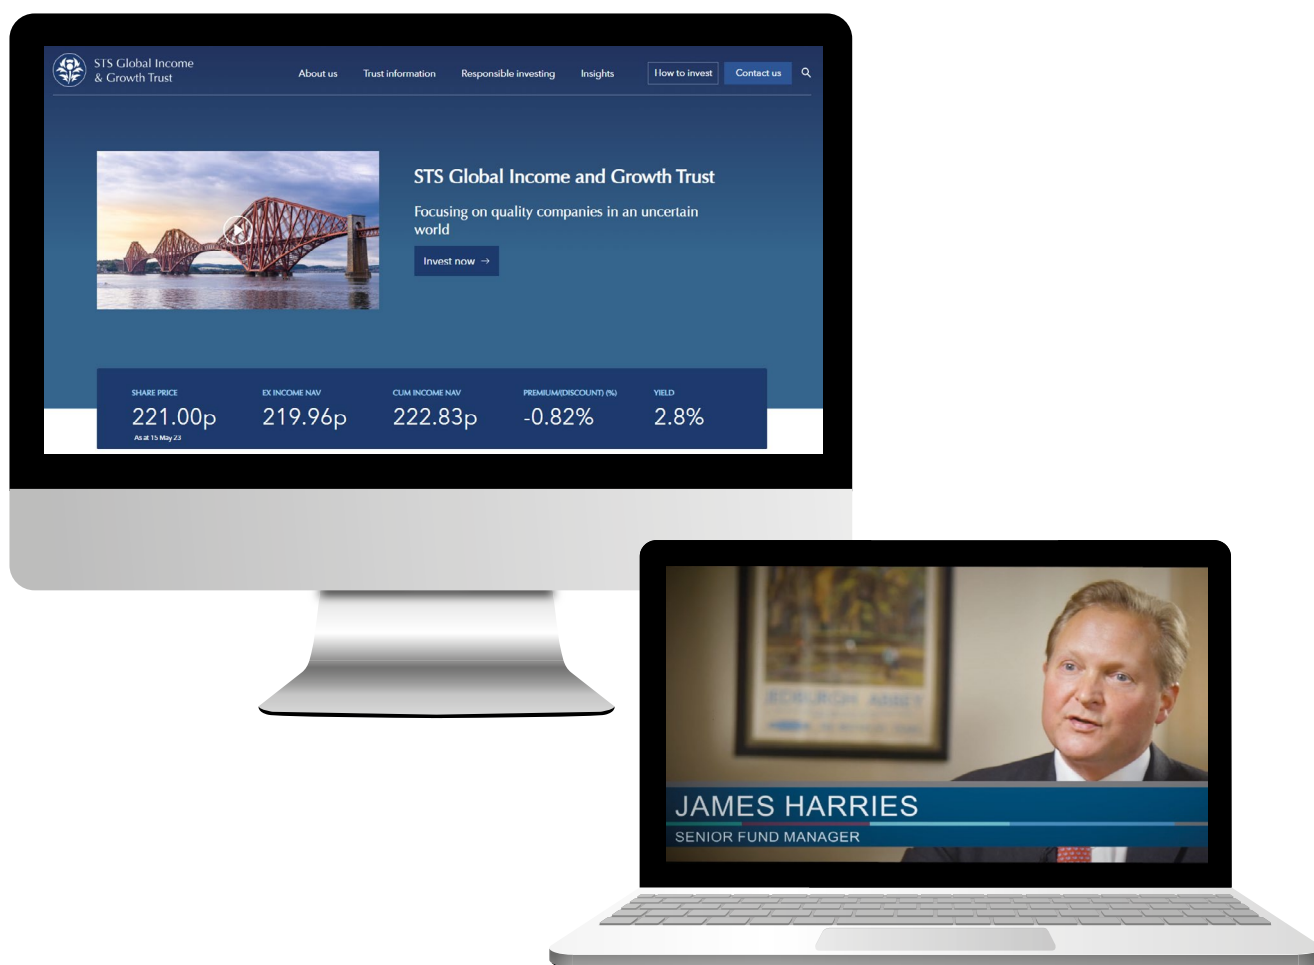 STS Global Income
& Growth Trust
About us
Trust information
Responsible investing
Insights
How to invest
Contact us
STS Global Income and Growth Trust
Focusing on quality companies in an uncertain
world
Invest now →
SHARE PRICE
EX INCOME NAV
CUM INCOME NAV
PREMIUM/(DISCOUNT) (%)
YIELD
221.00p
219.96p
222.83p
-0.82%
2.8%
As at 15 May 23
JEDBURGH ABBEY
JAMES HARRIES
SENIOR FUND MANAGER